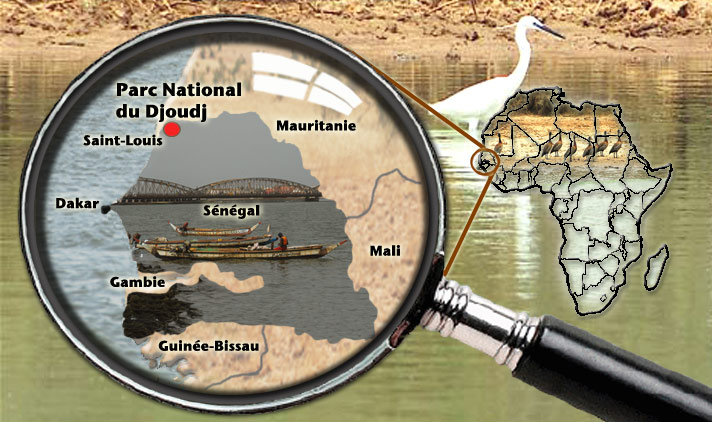 Parc National
du Djoudj
Mauritanie
Saint-Louis
Dakar
Sénégal
Mali
Gambie
Guinée-Bissau